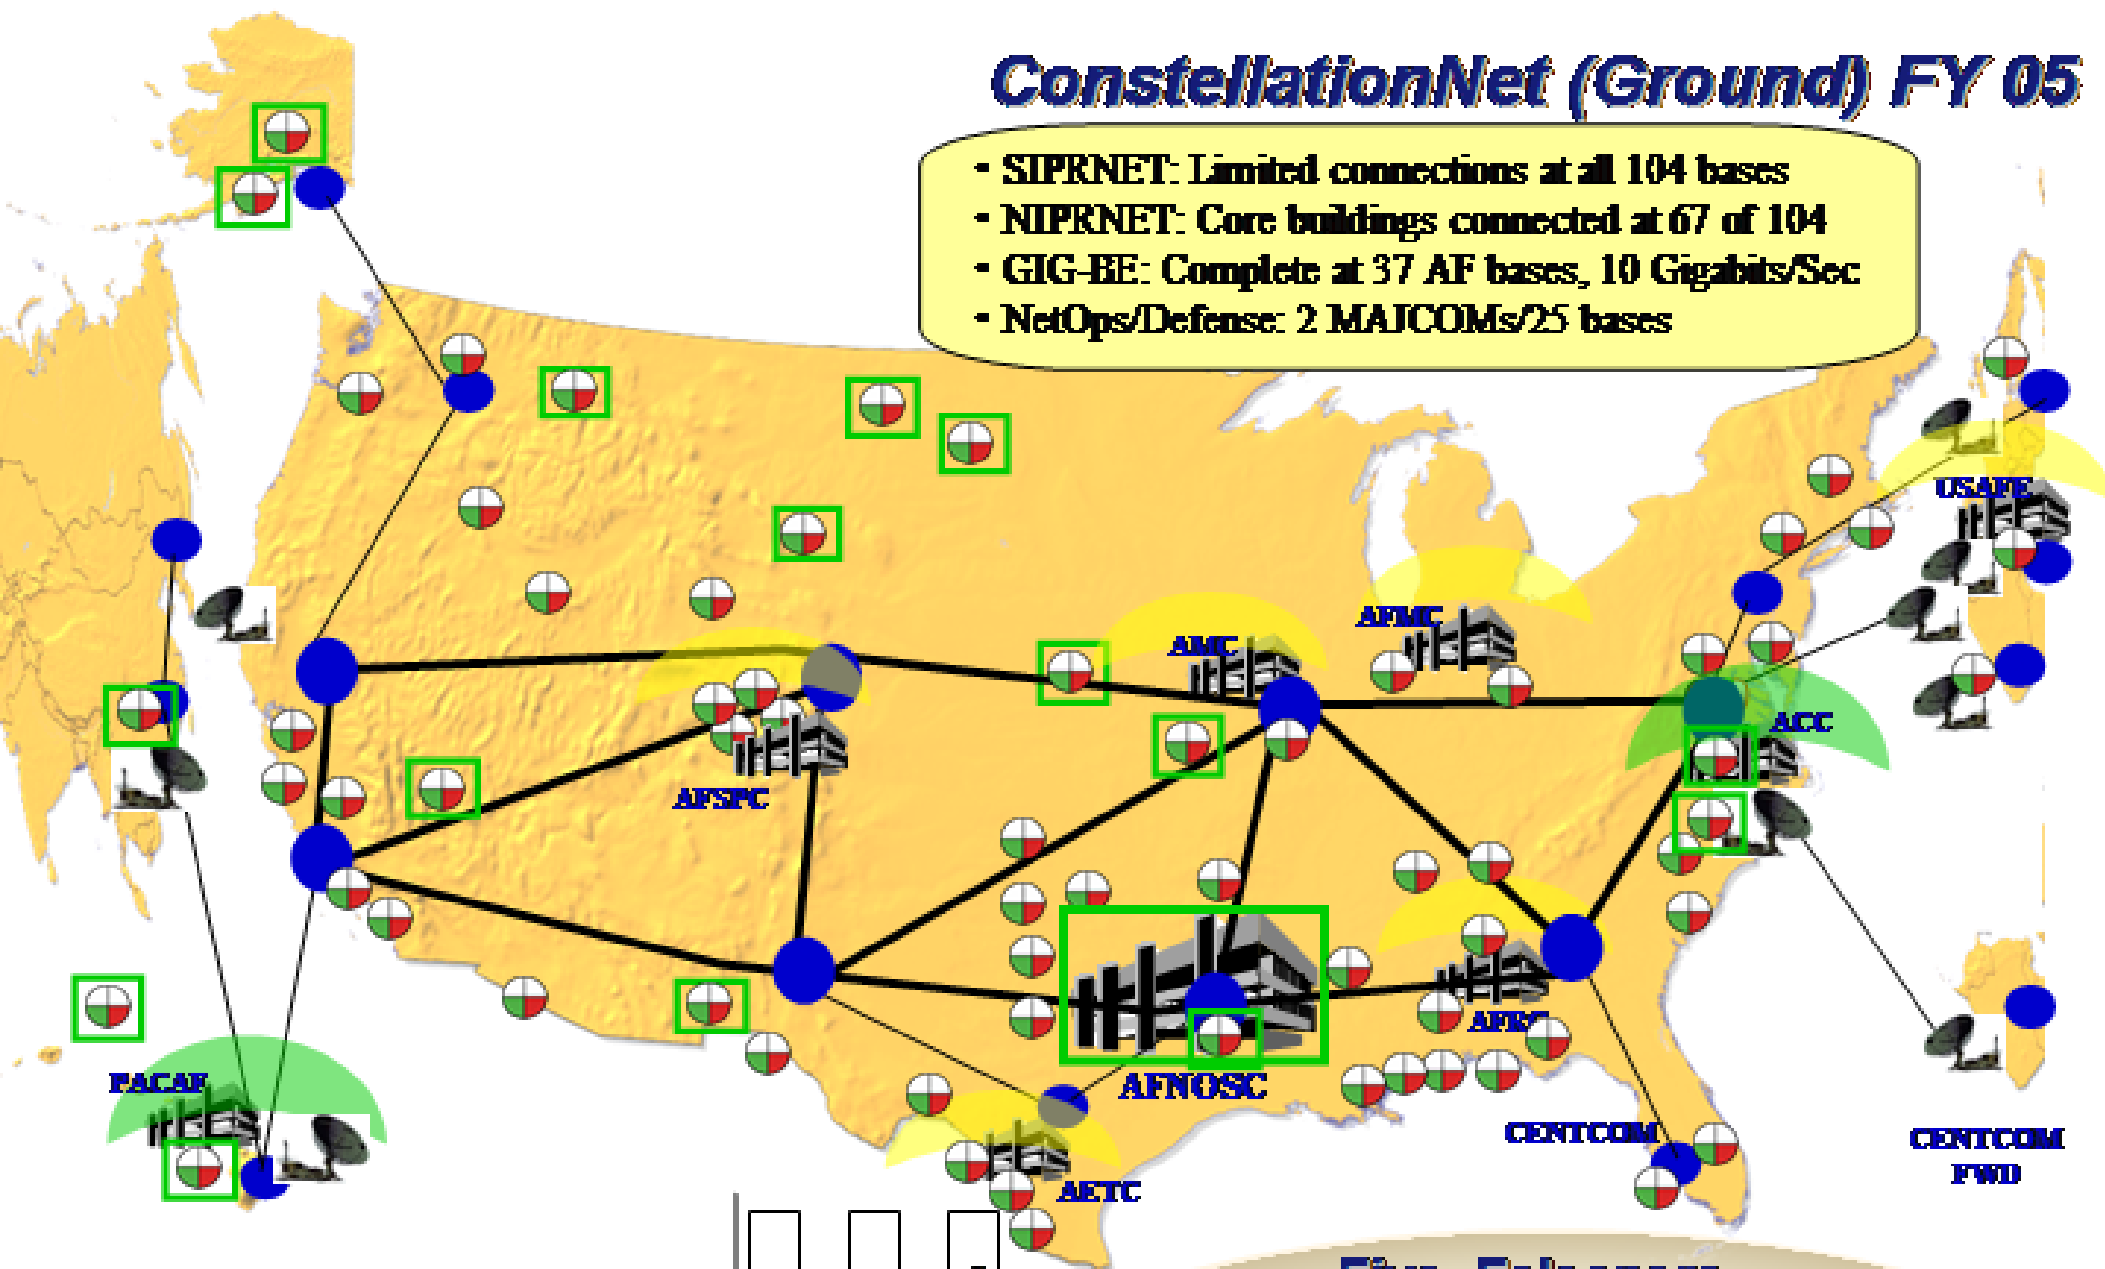 ConstellationNet (Ground) FY 05
▪ SIPRNET: Limited connections at all 104 bases
▪ NIPRNET: Core buildings connected at 67 of 104
▪ GIG-BE: Complete at 37 AF bases, 10 Gigabits/Sec
▪ NetOps/Defense: 2 MAJCOMs/25 bases
USAFE
AFMC
AMC
ACC
AFSPC
AFRC
PACAF
AFNOSC
CENTCOM
CENTCOM
FWD
AETC